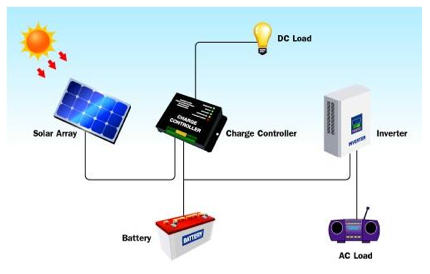 DC Load
CHARGE
CONTROLLER
Solar Array
Charge Controller
INVERTER
Inverter
Battery
BATTERY
AC Load